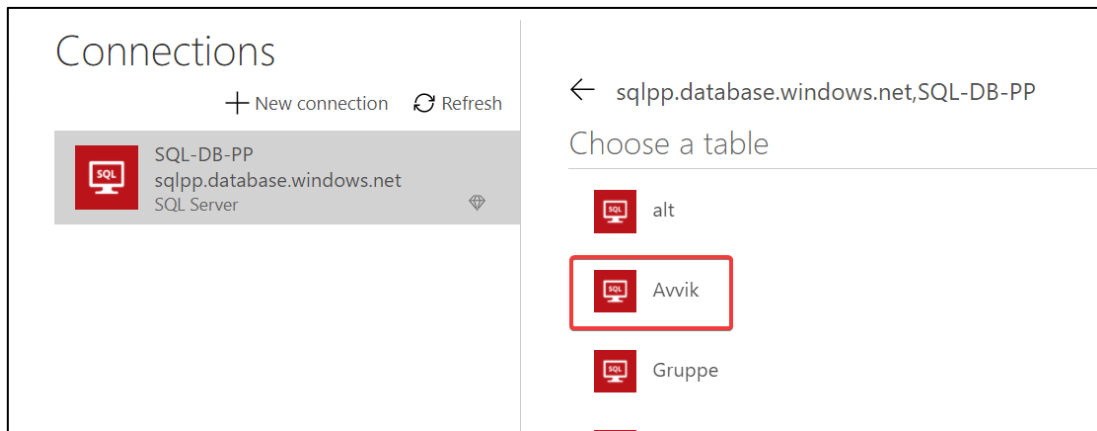 Connections
New connection
Refresh
SQL
SQL-DB-PP
sqlpp.database.windows.net
SQL Server
sqlpp.database.windows.net,SQL-DB-PP
Choose a table
SQL
alt
SQL
Avvik
SQL
Gruppe